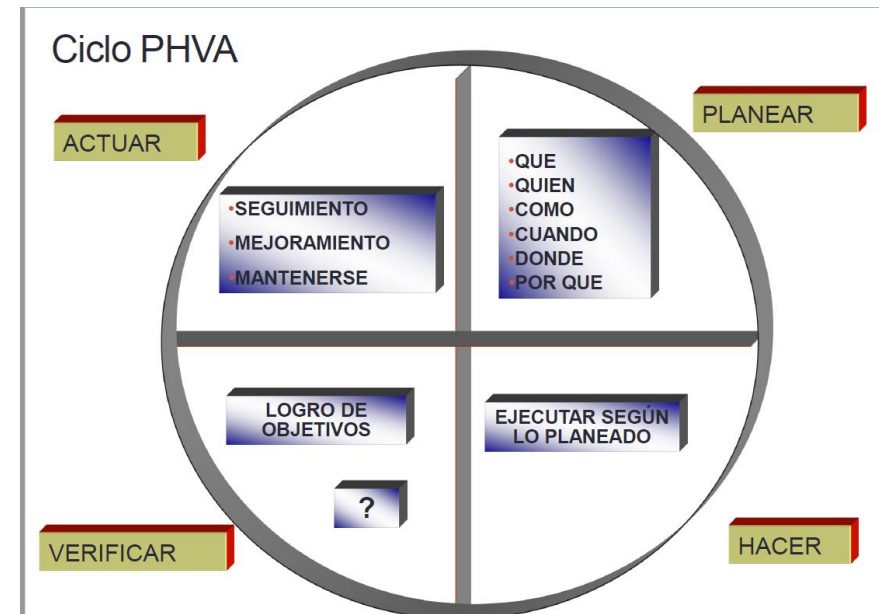 Ciclo PHVA
ACTUAR
PLANEAR
•SEGUIMIENTO
•MEJORAMIENTO
•MANTENERSE
•QUE
•QUIEN
•COMO
•CUANDO
•DONDE
•POR QUE
LOGRO DE
OBJETIVOS
?
EJECUTAR SEGÚN
LO PLANEADO
VERIFICAR
HACER